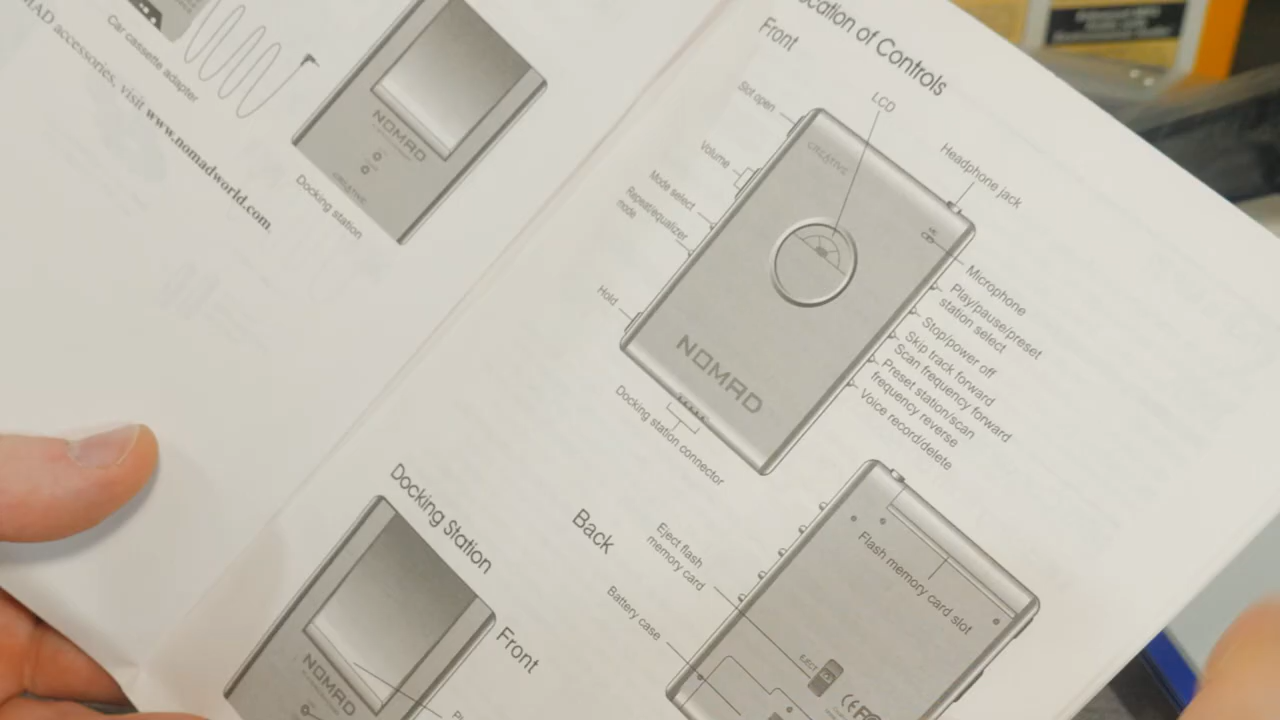 Car cassette adapter
AD accessories, visit www.nomadworld.com.
NOMAD
CREATIVE
Docking station
Location of Controls
Front
LCD
Slot open
Volume
Mode select
Repeat/equalizer
mode
Hold
CREATIVE
NOMAD
Headphone jack
Microphone
Play/pause/preset
station select
Stop/power off
Skip track forward
Scan frequency forward
Preset station/scan
frequency reverse
Voice record/delete
Docking station connector
Docking Station
Front
NOMAD
Back
Eject flash
memory card
Battery case
Flash memory card slot
EJECT